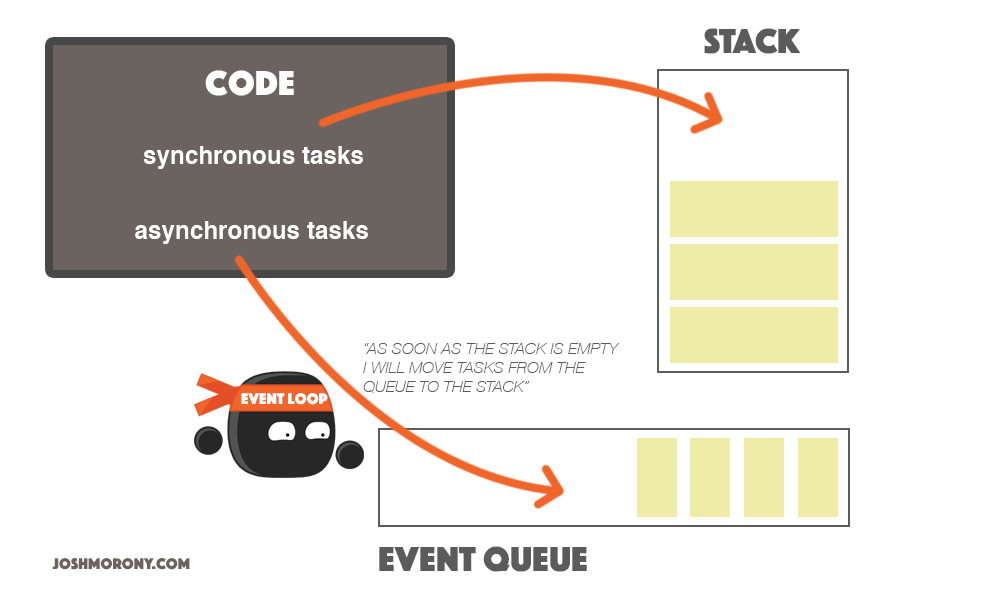 STACK
CODE
synchronous tasks
asynchronous tasks
“AS SOON AS THE STACK IS EMPTY
I WILL MOVE TASKS FROM THE
QUEUE TO THE STACK”
EVENT LOOP
JOSHMORONY.COM
EVENT QUEUE